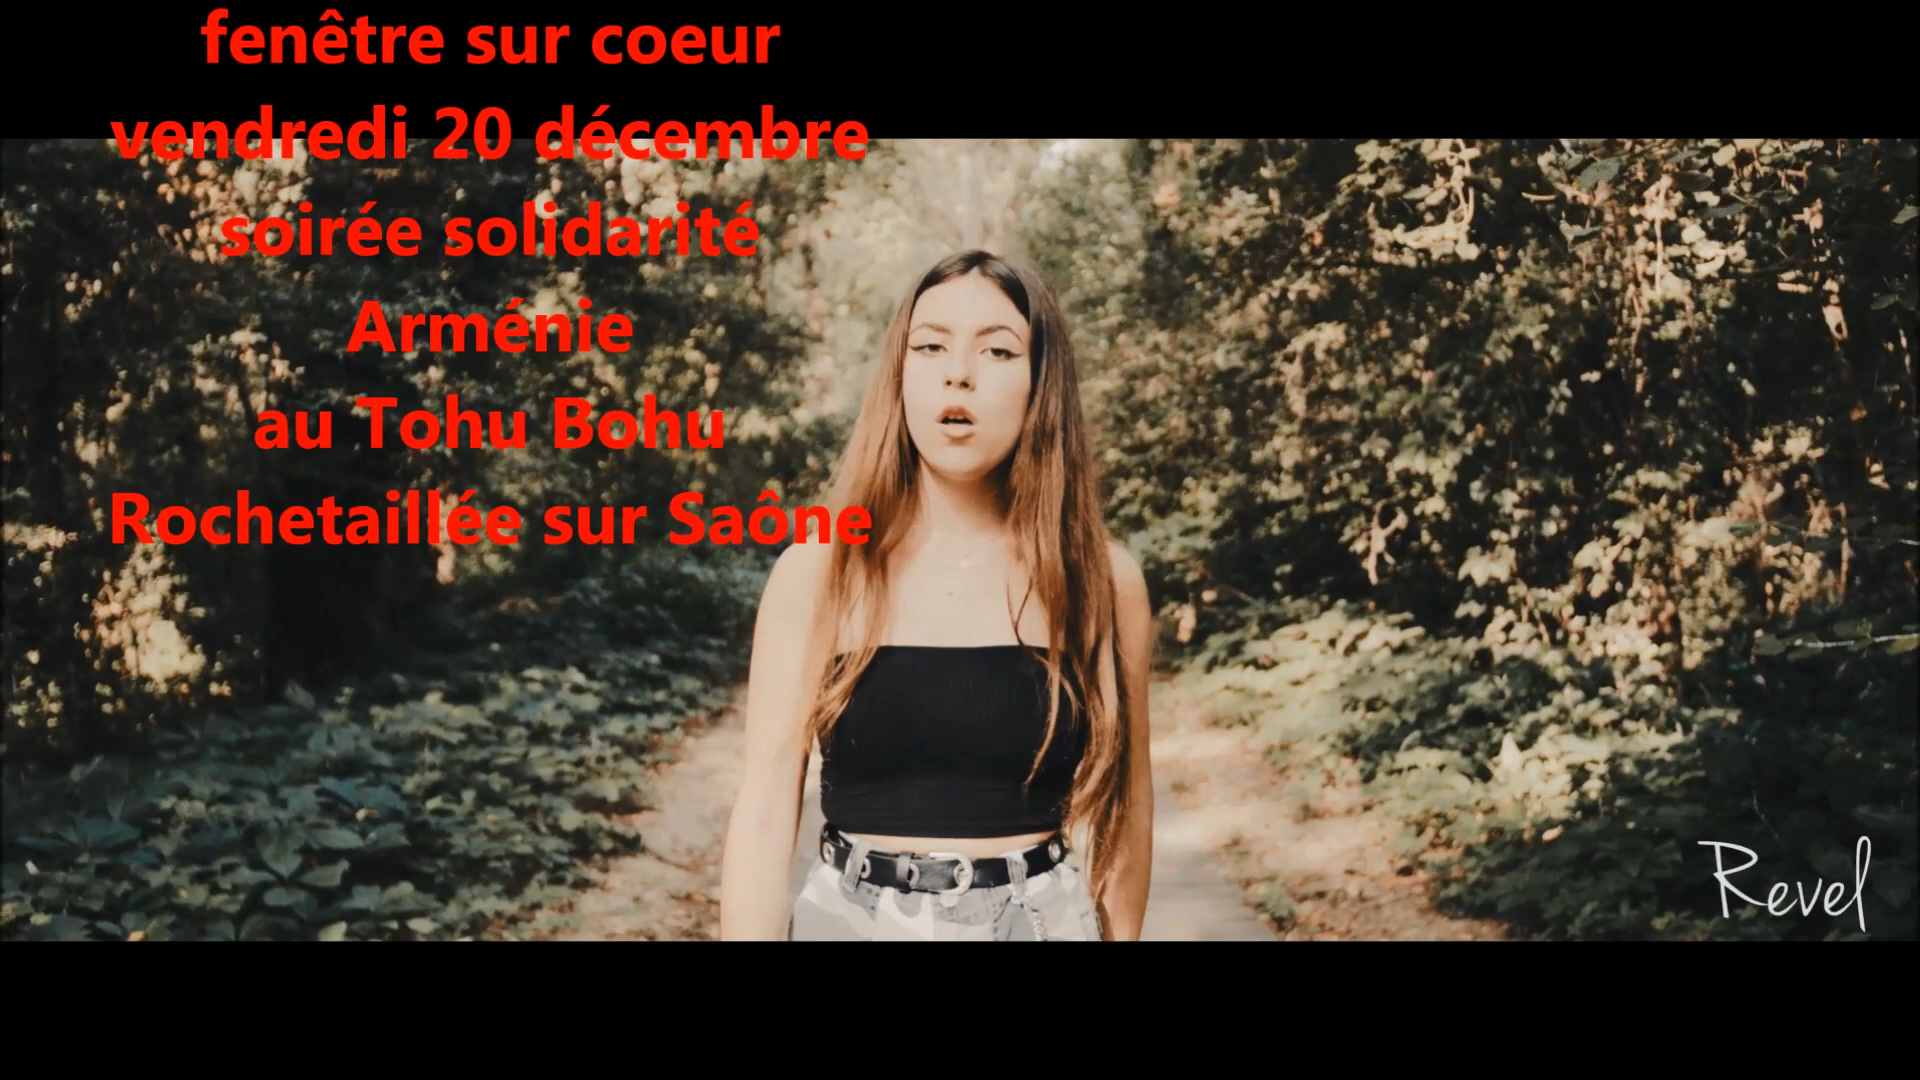 fenêtre sur coeur
vendredi 20 décembre
soirée solidarité
Arménie
au Tohu Bohu
Rochetaillée sur Saône
Revel